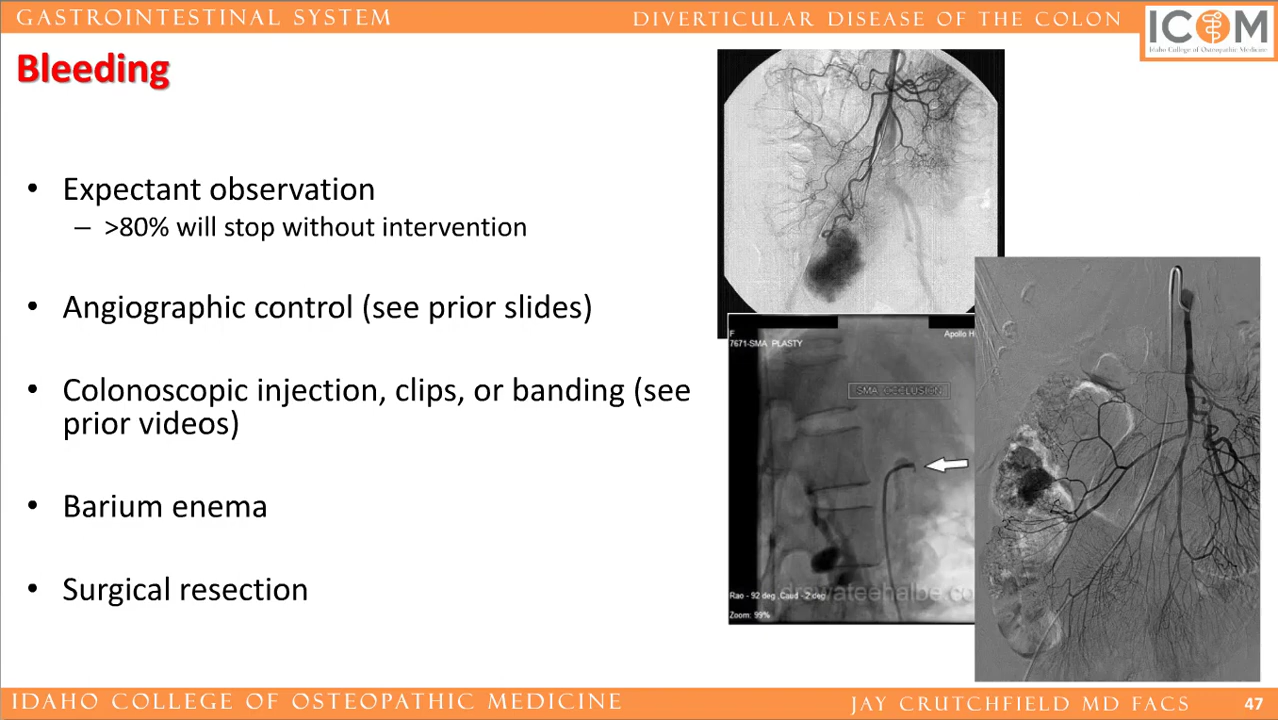 GASTROINTESTINAL SYSTEM
DIVERTICULAR DISEASE OF THE COLON
ICOM
Idaho College of Osteopathic Medicine
Bleeding
• Expectant observation
– >80% will stop without intervention
• Angiographic control (see prior slides)
• Colonoscopic injection, clips, or banding (see
prior videos)
• Barium enema
• Surgical resection
F
7671-SMA PLASTY
Apollo H
SMA OCCLUSION
Rao - 92 deg ,Caud - 2 deg
Zoom: 99%
IDAHO COLLEGE OF OSTEOPATHIC MEDICINE
JAY CRUTCHFIELD MD FACS
47